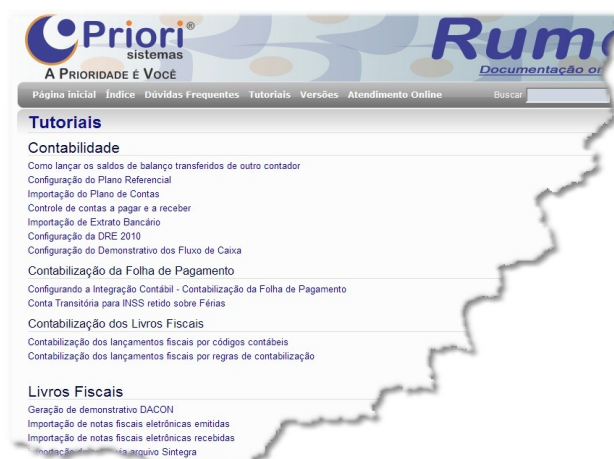 Priori®
sistemas
A PRIORIDADE É VOCÊ
Documentação
Página inicial Índice Dúvidas Frequentes Tutoriais Versões Atendimento Online Buscar
Tutoriais
Contabilidade
Como lançar os saldos de balanço transferidos de outro contador
Configuração do Plano Referencial
Importação do Plano de Contas
Controle de contas a pagar e a receber
Importação de Extrato Bancário
Configuração da DRE 2010
Configuração do Demonstrativo dos Fluxo de Caixa
Contabilização da Folha de Pagamento
Configurando a Integração Contábil - Contabilização da Folha de Pagamento
Conta Transitória para INSS retido sobre Férias
Contabilização dos Livros Fiscais
Contabilização dos lançamentos fiscais por códigos contábeis
Contabilização dos lançamentos fiscais por regras de contabilização
Livros Fiscais
Geração de demonstrativo DACON
Importação de notas fiscais eletrônicas emitidas
Importação de notas fiscais eletrônicas recebidas
arquivo Sintegra